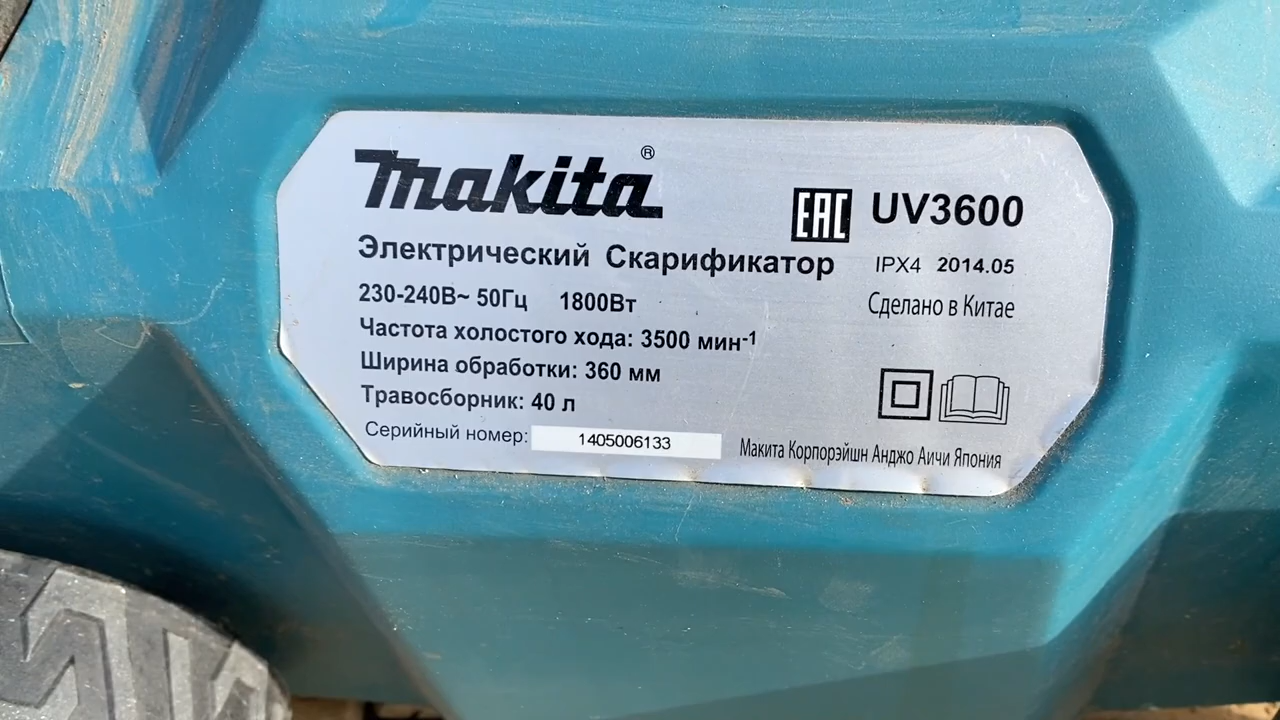 makita®
EAC UV3600
Электрический Скарификатор
IPX4 2014.05
230-240В~ 50Гц 1800Вт
Сделано в Китае
Частота холостого хода: 3500 мин-1
Ширина обработки: 360 мм
Травосборник: 40 л
Серийный номер: 1405006133
Макита Корпорэйшн Анджо Аичи Япония